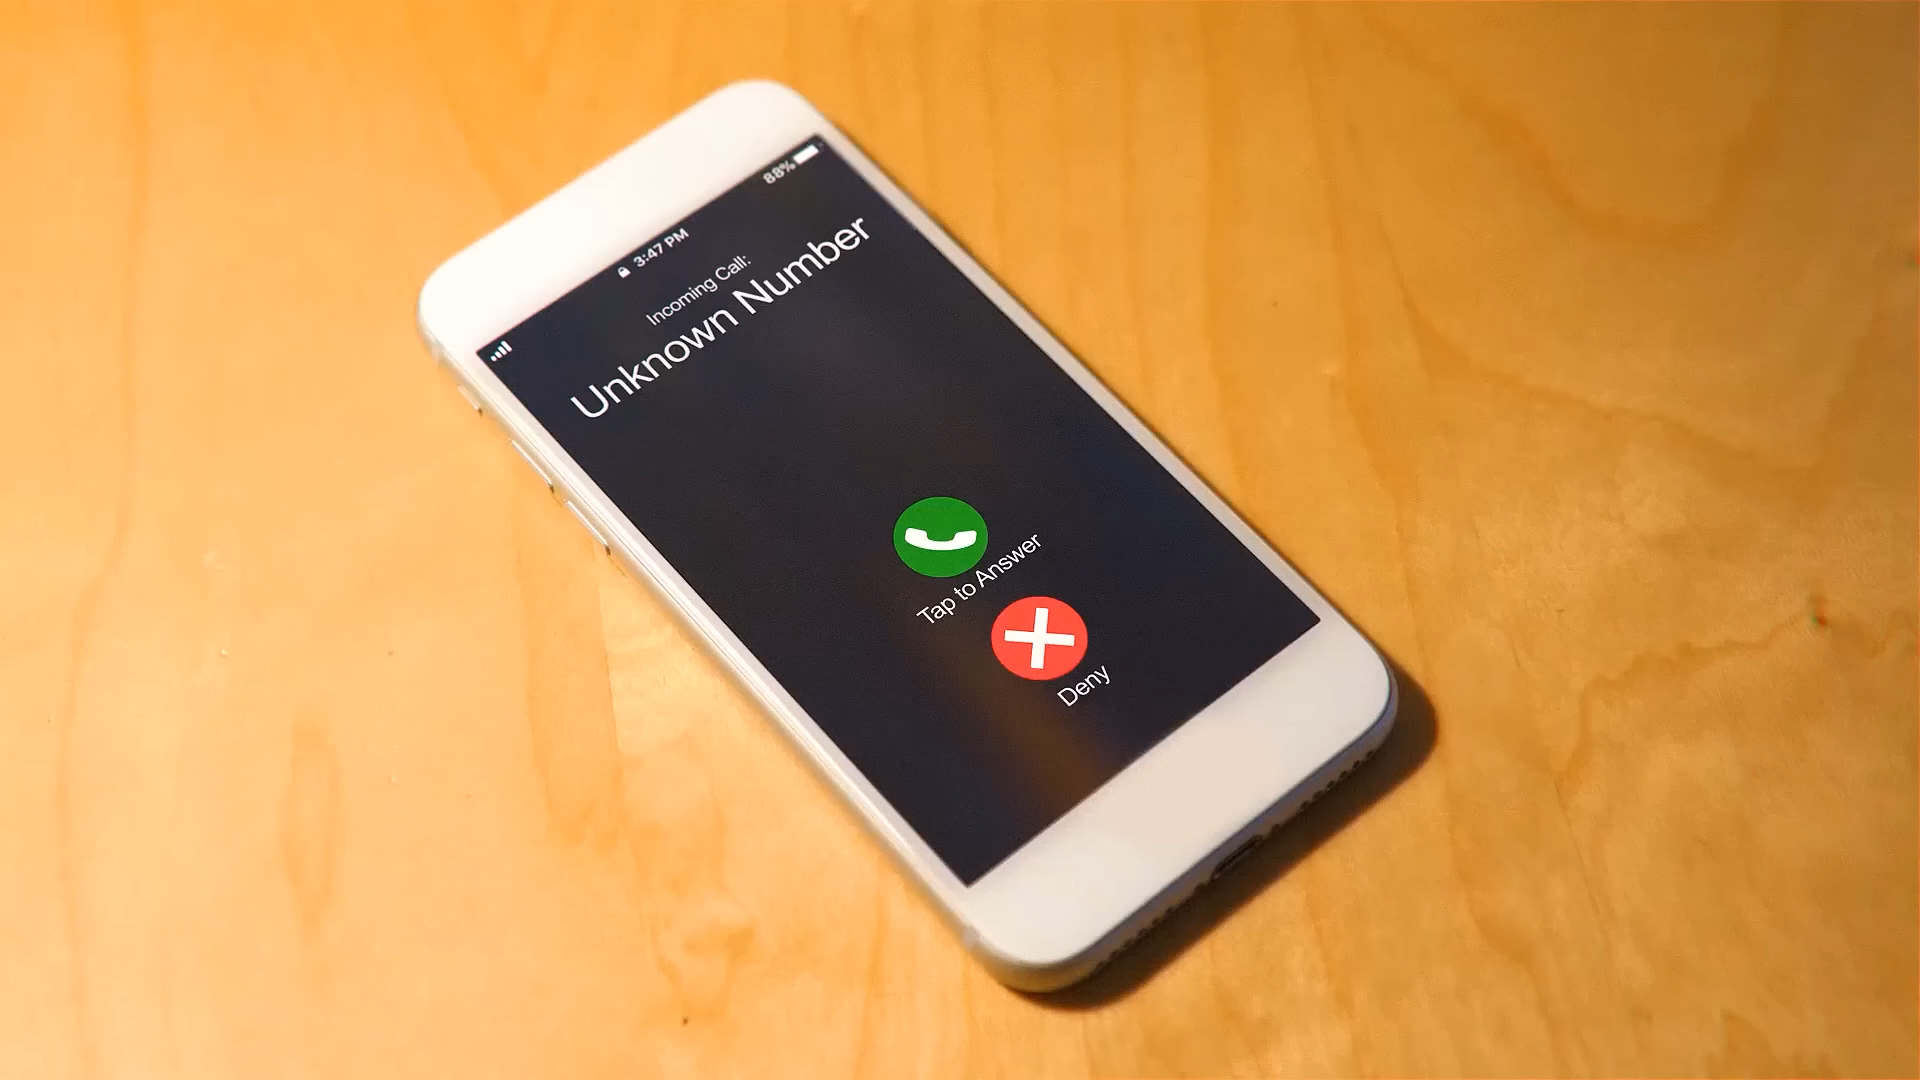 3:47 PM
88%
Incoming Call:
Unknown Number
Tap to Answer
Deny